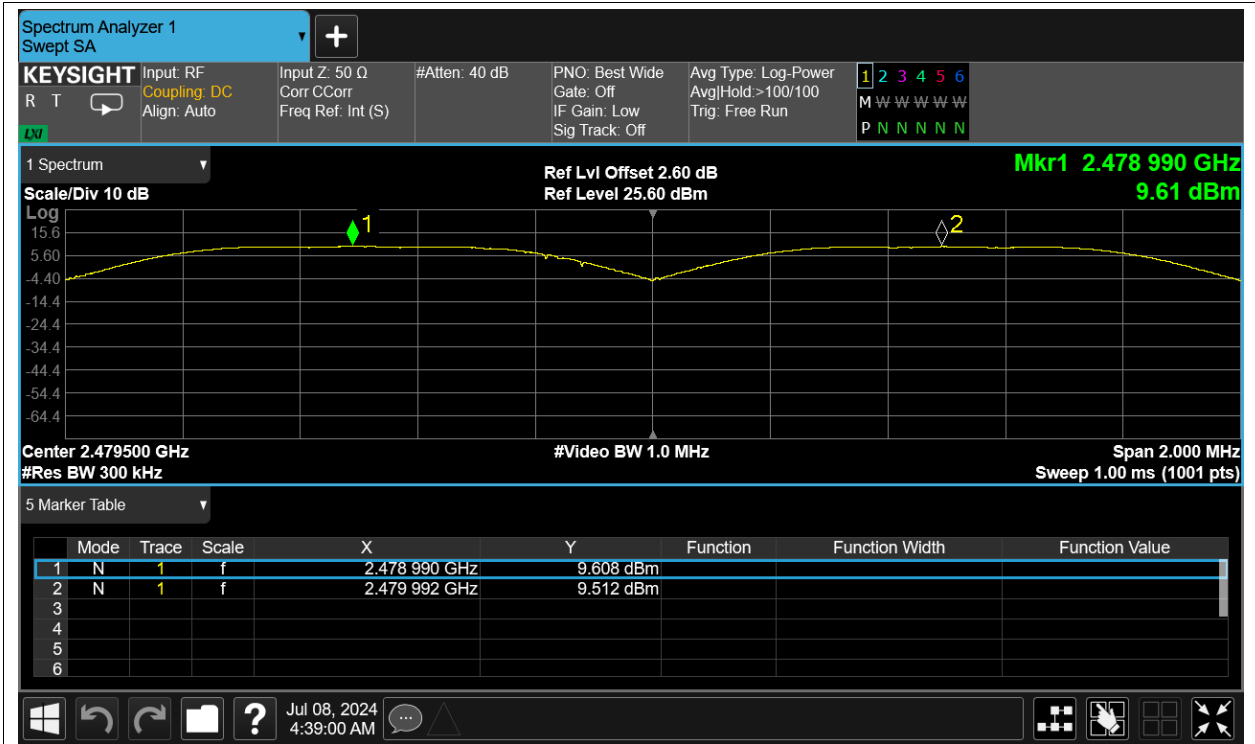 Spectrum Analyzer 1
Swept SA
KEYSIGHT Input: RF Input Z: 50 Ω #Atten: 40 dB PNO: Best Wide Avg Type: Log-Power 1 2 3 4 5 6
R T Coupling: DC Corr CCorr Gate: Off Avg|Hold:>100/100 M W W W W W
Align: Auto Freq Ref: Int (S) IF Gain: Low Trig: Free Run
LXI Sig Track: Off P N N N N N
1 Spectrum Ref Lvl Offset 2.60 dB Mkr1 2.478 990 GHz
Scale/Div 10 dB Ref Level 25.60 dBm 9.61 dBm
Log
1 2
15.6
5.60
-4.40
-14.4
-24.4
-34.4
-44.4
-54.4
-64.4
Center 2.479500 GHz #Video BW 1.0 MHz Span 2.000 MHz
#Res BW 300 kHz Sweep 1.00 ms (1001 pts)
5 Marker Table
Mode Trace Scale X Y Function Function Width Function Value
1 N 1 f 2.478 990 GHz 9.608 dBm
2 N 1 f 2.479 992 GHz 9.512 dBm
3
4
5
6
? Jul 08, 2024
4:39:00 AM